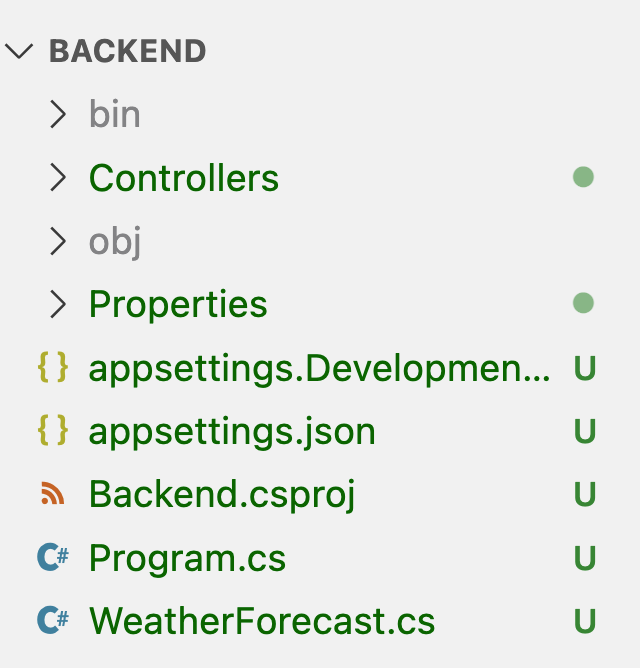 BACKEND
bin
Controllers
obj
Properties
{ } appsettings.Developmen... U
{ } appsettings.json U
Backend.csproj U
C# Program.cs U
C# WeatherForecast.cs U